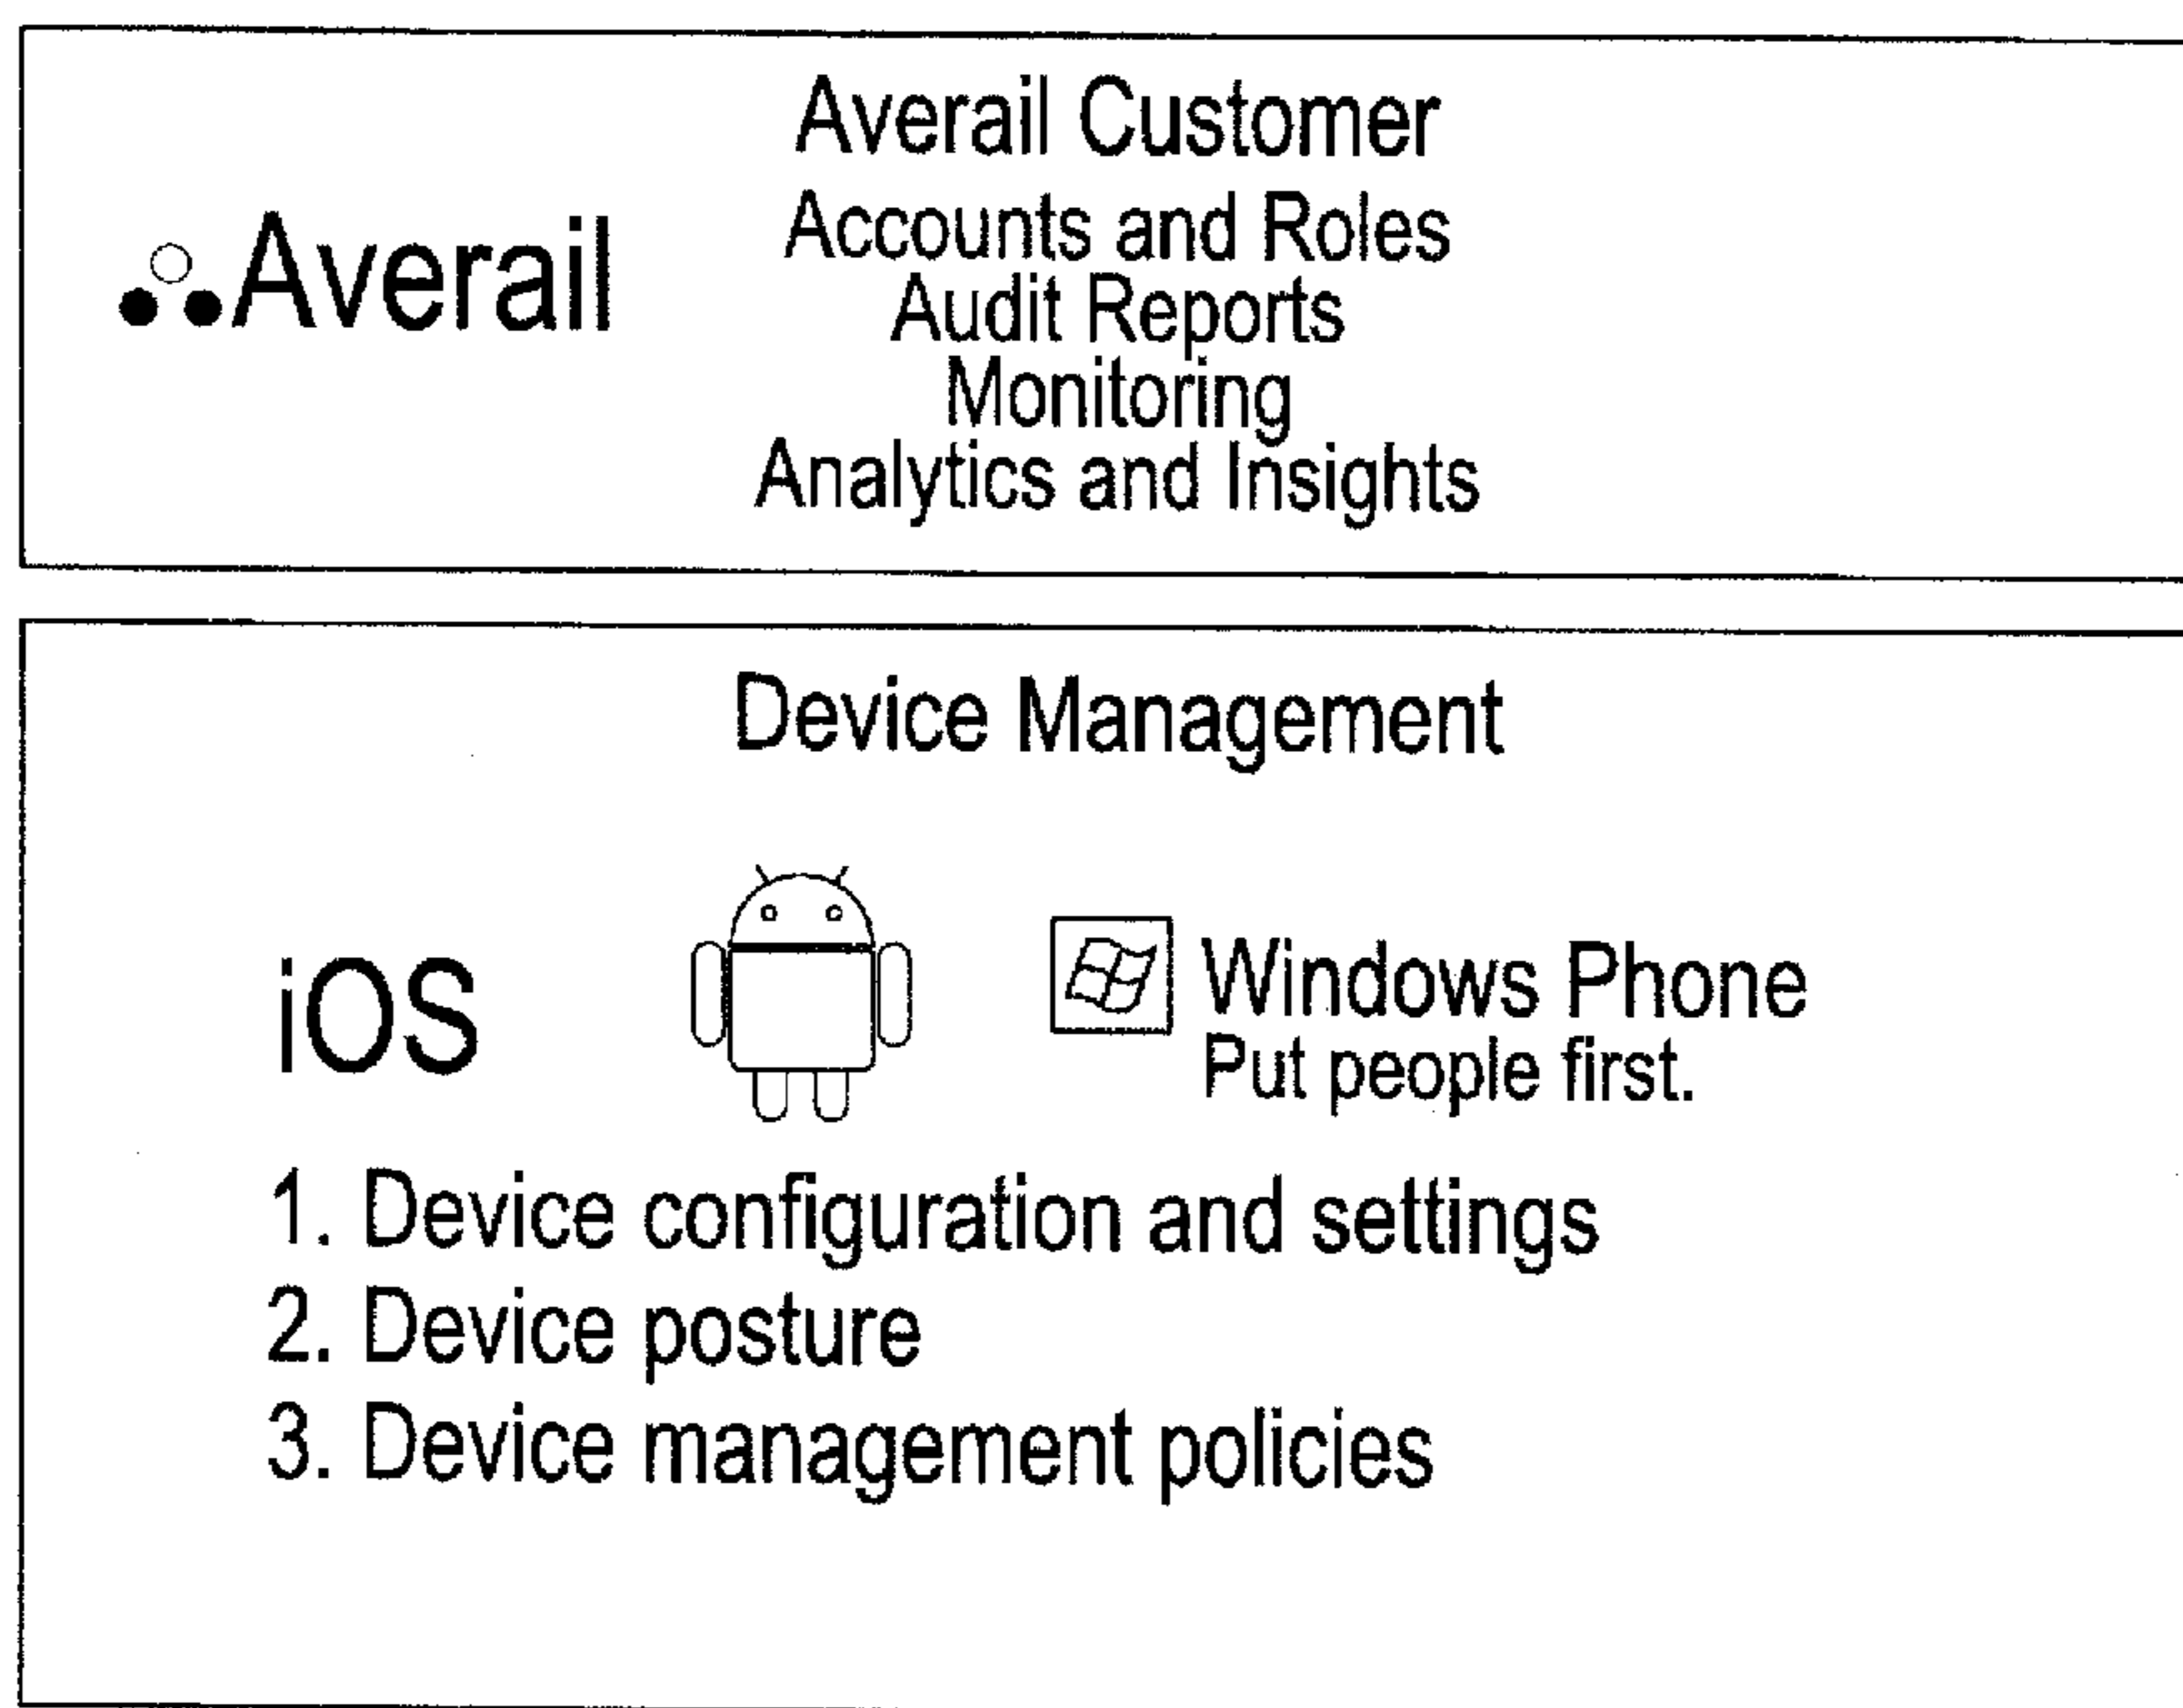 Averail
Averail Customer
Accounts and Roles
Audit Reports
Monitoring
Analytics and Insights
Device Management
iOS
Windows Phone
Put people first.
1. Device configuration and settings
2. Device posture
3. Device management policies